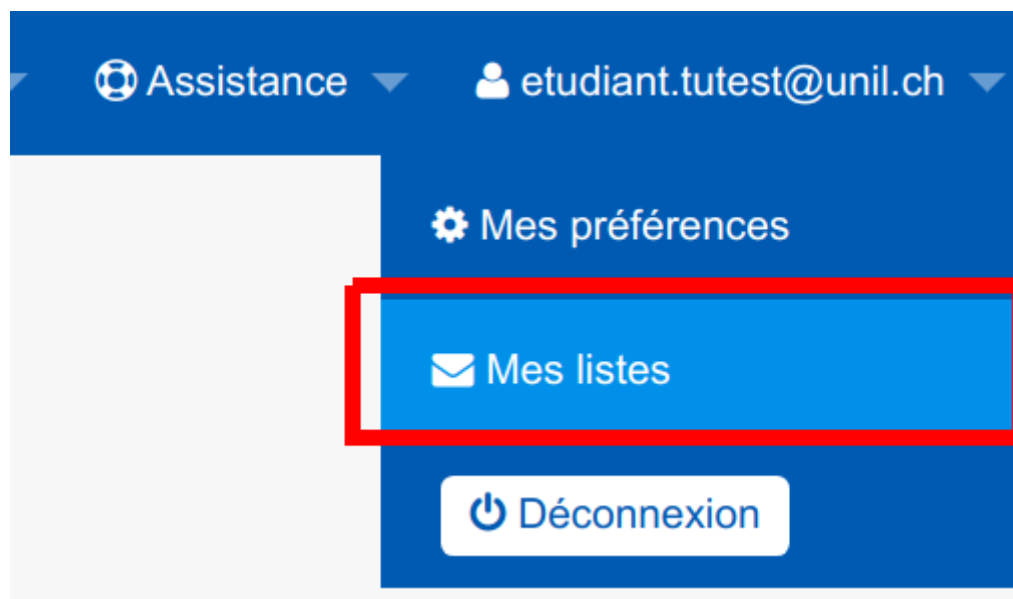 Assistance etudiant.tutest@unil.ch
Mes préférences
Mes listes
Déconnexion